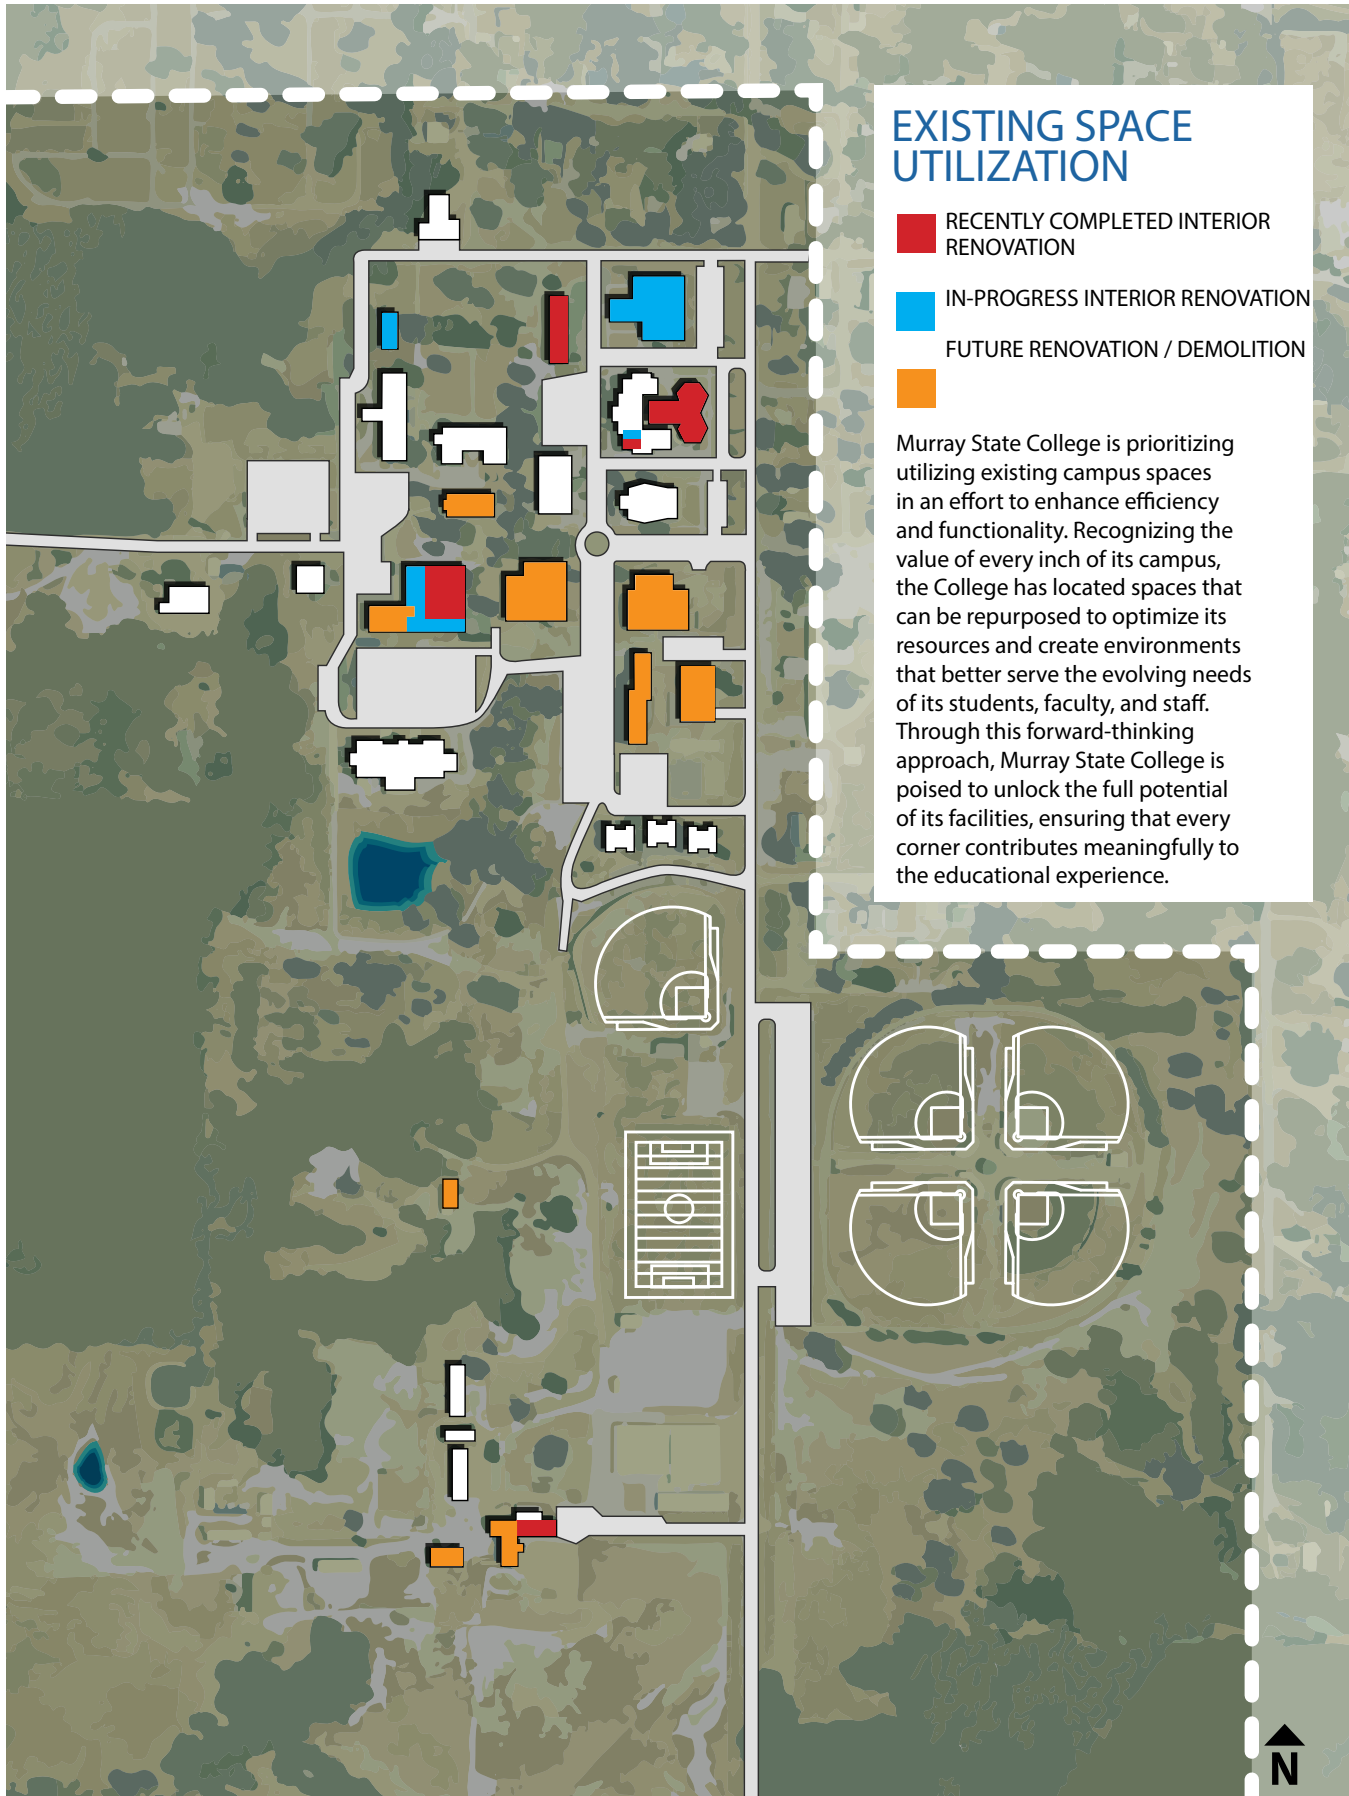 EXISTING SPACE
UTILIZATION
RECENTLY COMPLETED INTERIOR
RENOVATION
IN-PROGRESS INTERIOR RENOVATION
FUTURE RENOVATION / DEMOLITION
Murray State College is prioritizing
utilizing existing campus spaces
in an effort to enhance efficiency
and functionality. Recognizing the
value of every inch of its campus,
the College has located spaces that
can be repurposed to optimize its
resources and create environments
that better serve the evolving needs
of its students, faculty, and staff.
Through this forward-thinking
approach, Murray State College is
poised to unlock the full potential
of its facilities, ensuring that every
corner contributes meaningfully to
the educational experience.
N